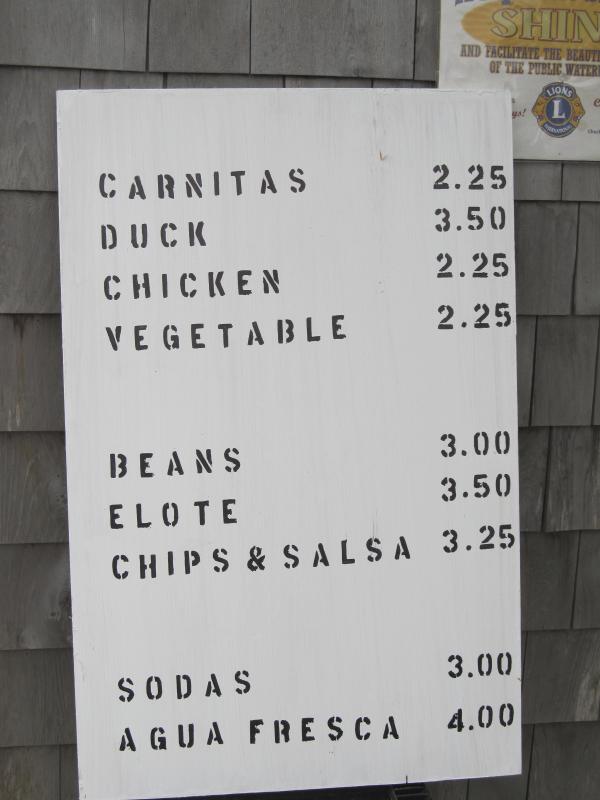 SHIN
AND FACILITATE THE BEAUTI
OF THE PUBLIC WATER
LIONS
L
INTERNATIONAL
CARNITAS 2.25
DUCK 3.50
CHICKEN 2.25
VEGETABLE 2.25
BEANS 3.00
ELOTE 3.50
CHIPS & SALSA 3.25
SODAS 3.00
AGUA FRESCA 4.00